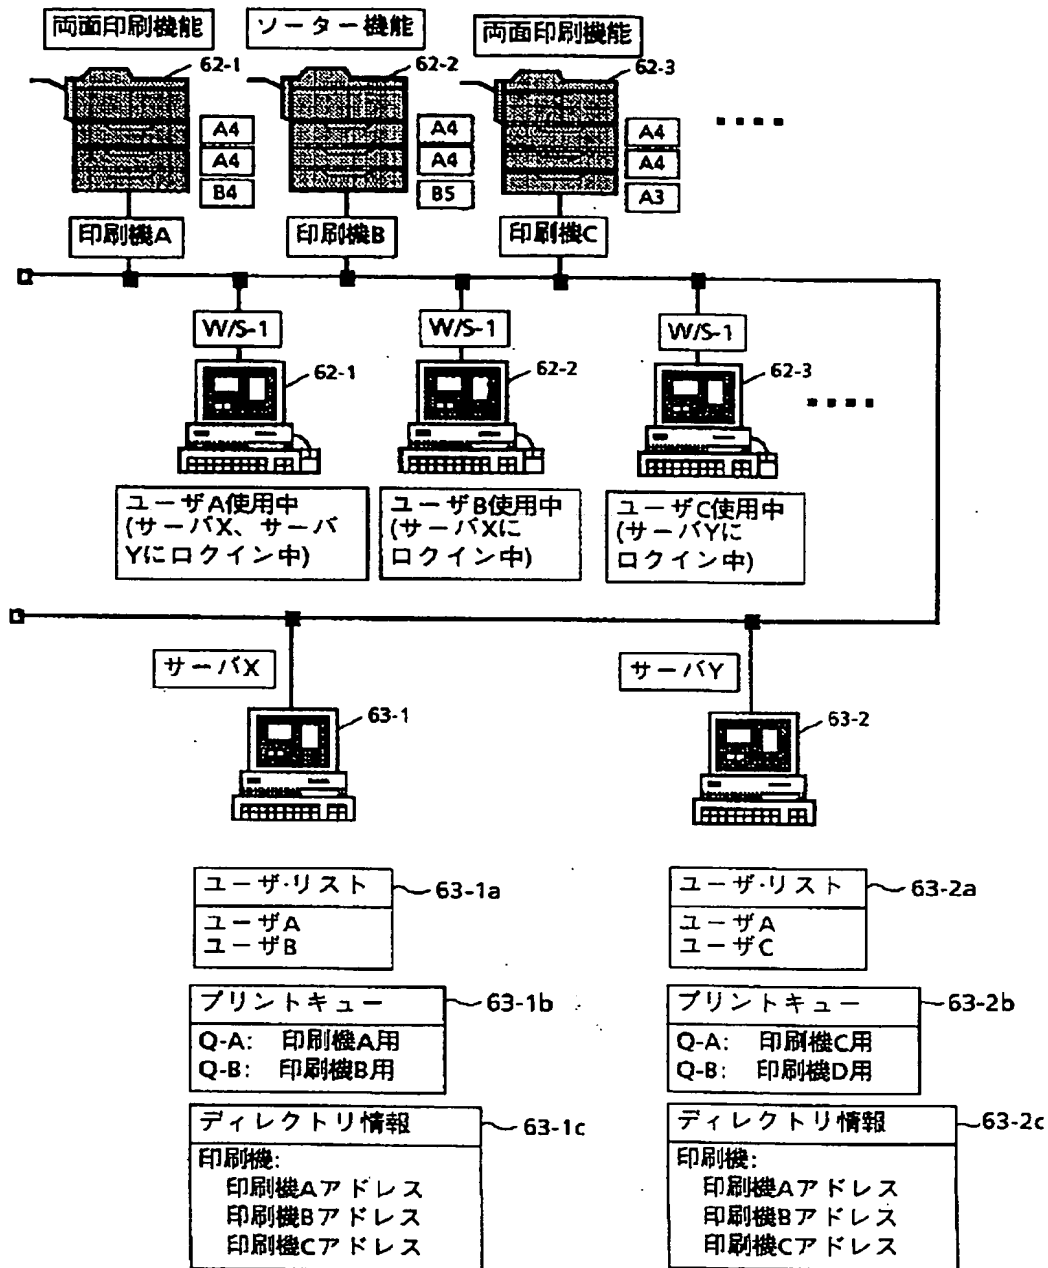 両面印刷機能
ソーター機能
両面印刷機能
62-1
62-2
62-3
A4
A4
B4
A4
A4
B5
A4
A4
A3
印刷機A
印刷機B
印刷機C
W/S-1
W/S-1
W/S-1
62-1
62-2
62-3
ユーザA使用中
(サーバX、サーバ
Yにロクイン中)
ユーザB使用中
(サーバXに
ロクイン中)
ユーザC使用中
(サーバYに
ロクイン中)
サーバX
サーバY
63-1
63-2
ユーザ・リスト
63-1a
ユーザA
ユーザB
ユーザ・リスト
63-2a
ユーザA
ユーザC
プリントキュー
63-1b
Q-A: 印刷機A用
Q-B: 印刷機B用
プリントキュー
63-2b
Q-A: 印刷機C用
Q-B: 印刷機D用
ディレクトリ情報
63-1c
印刷機:
印刷機Aアドレス
印刷機Bアドレス
印刷機Cアドレス
ディレクトリ情報
63-2c
印刷機:
印刷機Aアドレス
印刷機Bアドレス
印刷機Cアドレス